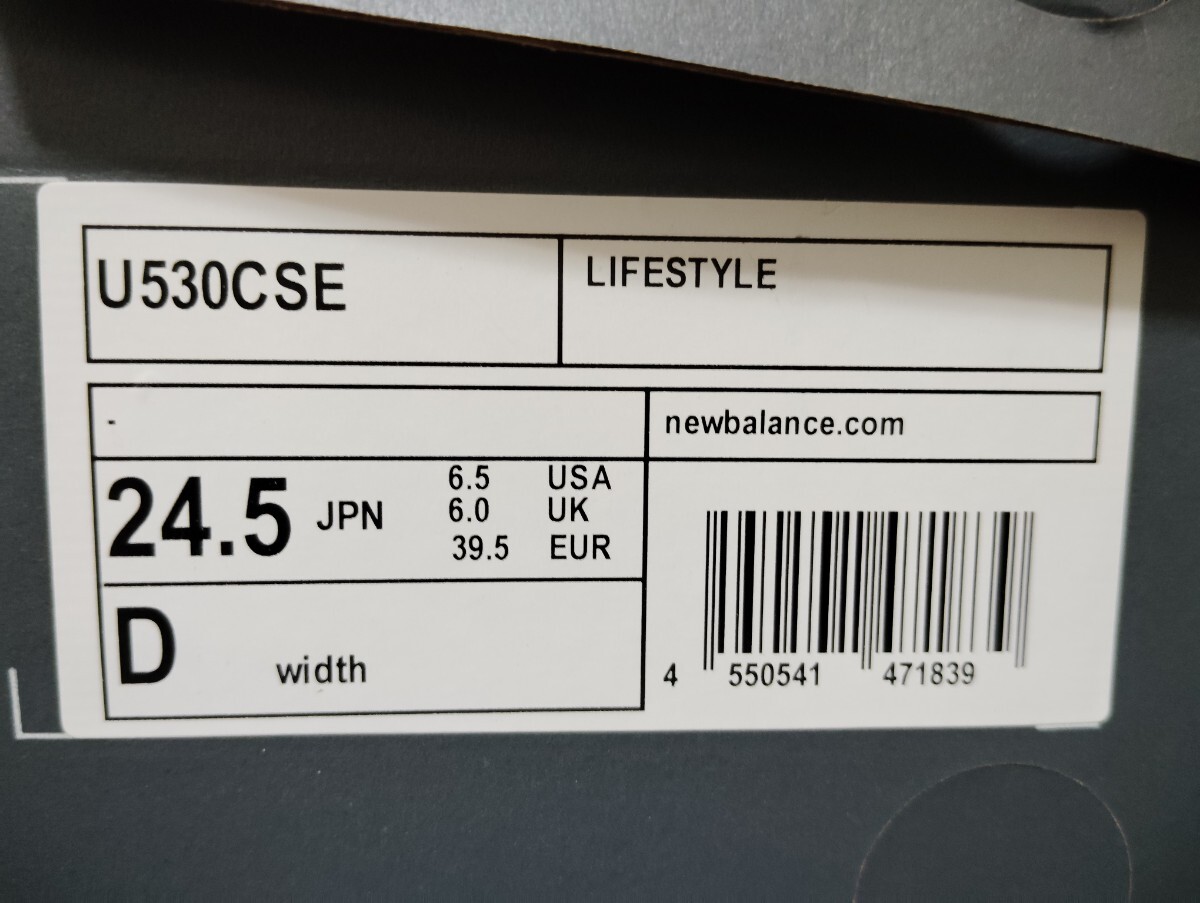 U530CSE
LIFESTYLE
-
newbalance.com
24.5 JPN
6.5 USA
6.0 UK
39.5 EUR
D width
4 550541 471839